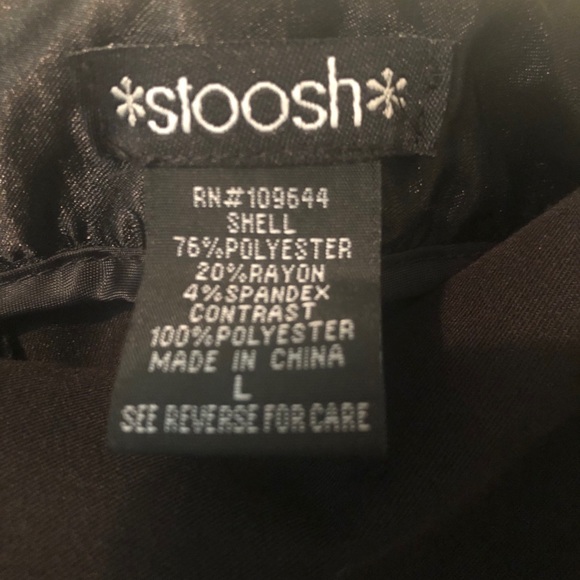 *stoosh*
RN#109644
SHELL
76%POLYESTER
20%RAYON
4%SPANDEX
CONTRAST
100%POLYESTER
MADE IN CHINA
L
SEE REVERSE FOR CARE